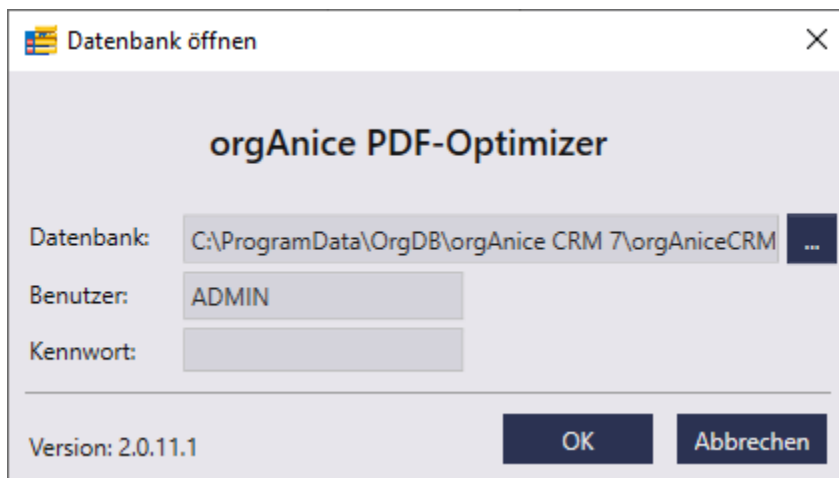 Datenbank öffnen
orgAnice PDF-Optimizer
Datenbank: C:\ProgramData\OrgDB\orgAnice CRM 7\orgAniceCRM ...
Benutzer: ADMIN
Kennwort:
Version: 2.0.11.1 OK Abbrechen